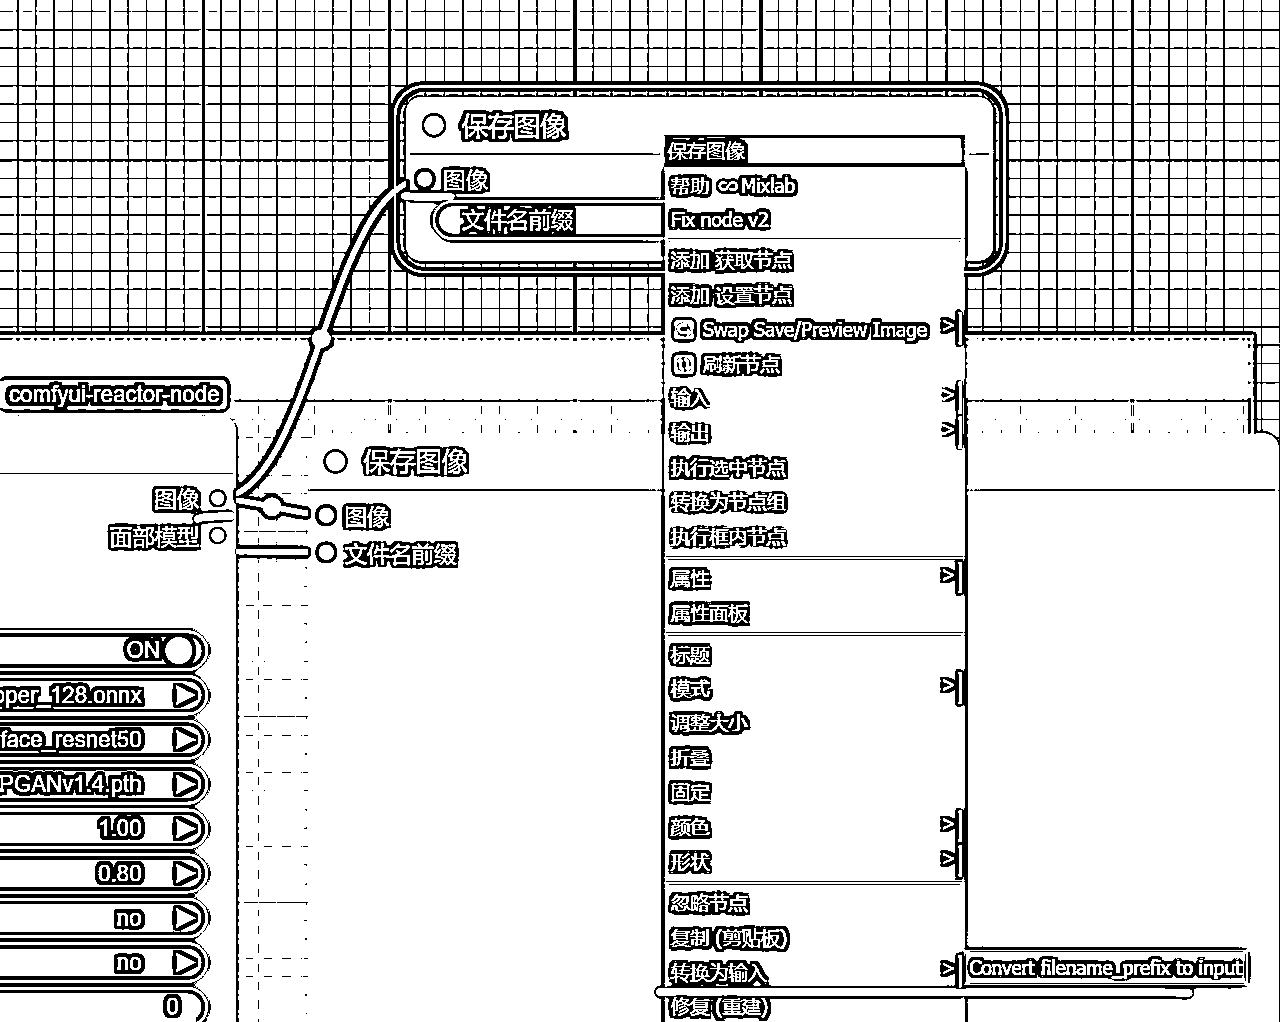 保存图像
图像
文件名前缀
保存图像
帮助 ∞ Mixlab
Fix node v2
添加 获取节点
添加 设置节点
Swap Save/Preview Image
刷新节点
输入
输出
执行选中节点
转换为节点组
执行框内节点
属性
属性面板
标题
模式
调整大小
折叠
固定
颜色
形状
忽略节点
复制 (剪贴板)
转换为输入
Convert filename_prefix to input
修复 (重建)
comfyui-reactor-node
图像
面部模型
保存图像
图像
文件名前缀
ON
pper_128.onnx
face_resnet50
PGANv1.4.pth
1.00
0.80
no
no
0